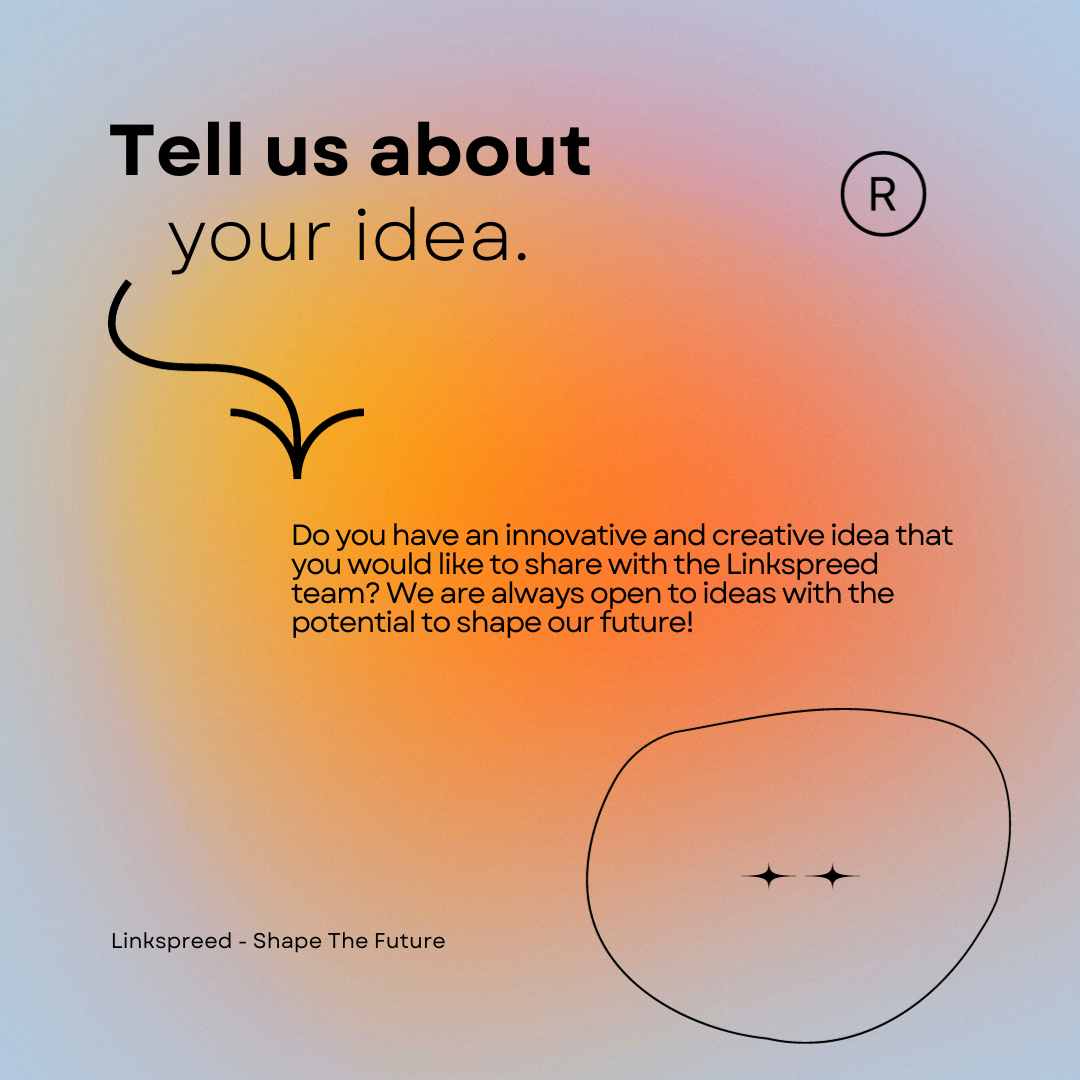 Tell us about
your idea.
R
Do you have an innovative and creative idea that
you would like to share with the Linkspreed
team? We are always open to ideas with the
potential to shape our future!
Linkspreed - Shape The Future